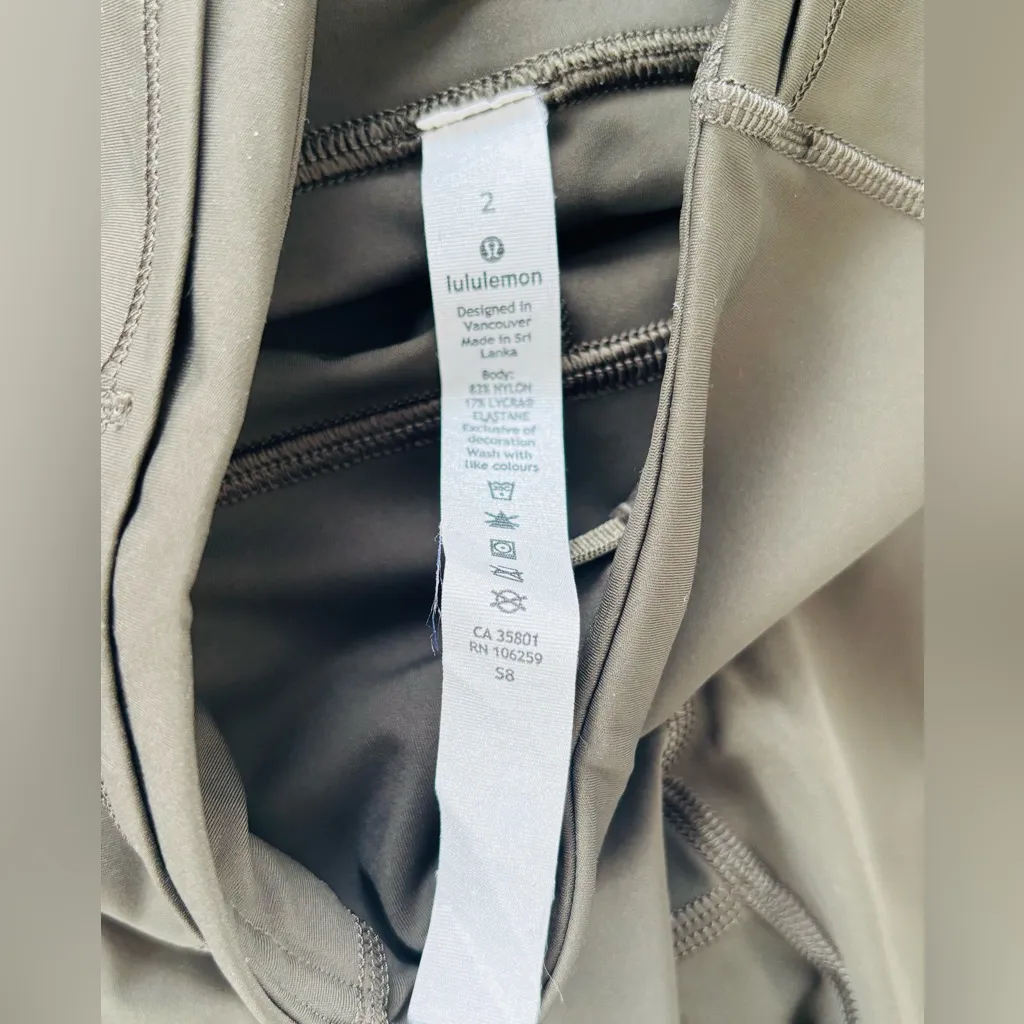 2
lululemon
Designed in
Vancouver
Made in Sri
Lanka
Body:
83% NYLON
17% LYCRA®
ELASTANE
Exclusive of
decoration
Wash with
like colours
CA 35801
RN 106259
S8